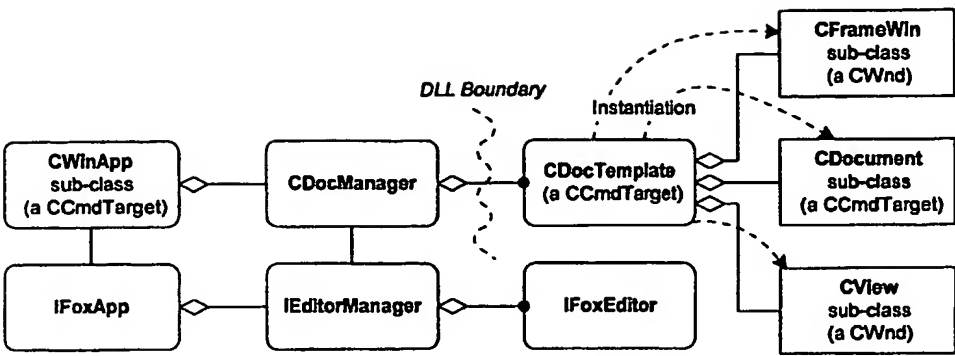 CFrameWin
sub-class
(a CWnd)
DLL Boundary
Instantiation
CWinApp
sub-class
(a CCmdTarget)
CDocManager
CDocTemplate
(a CCmdTarget)
CDocument
sub-class
(a CCmdTarget)
IFoxApp
IEditorManager
IFoxEditor
CView
sub-class
(a CWnd)